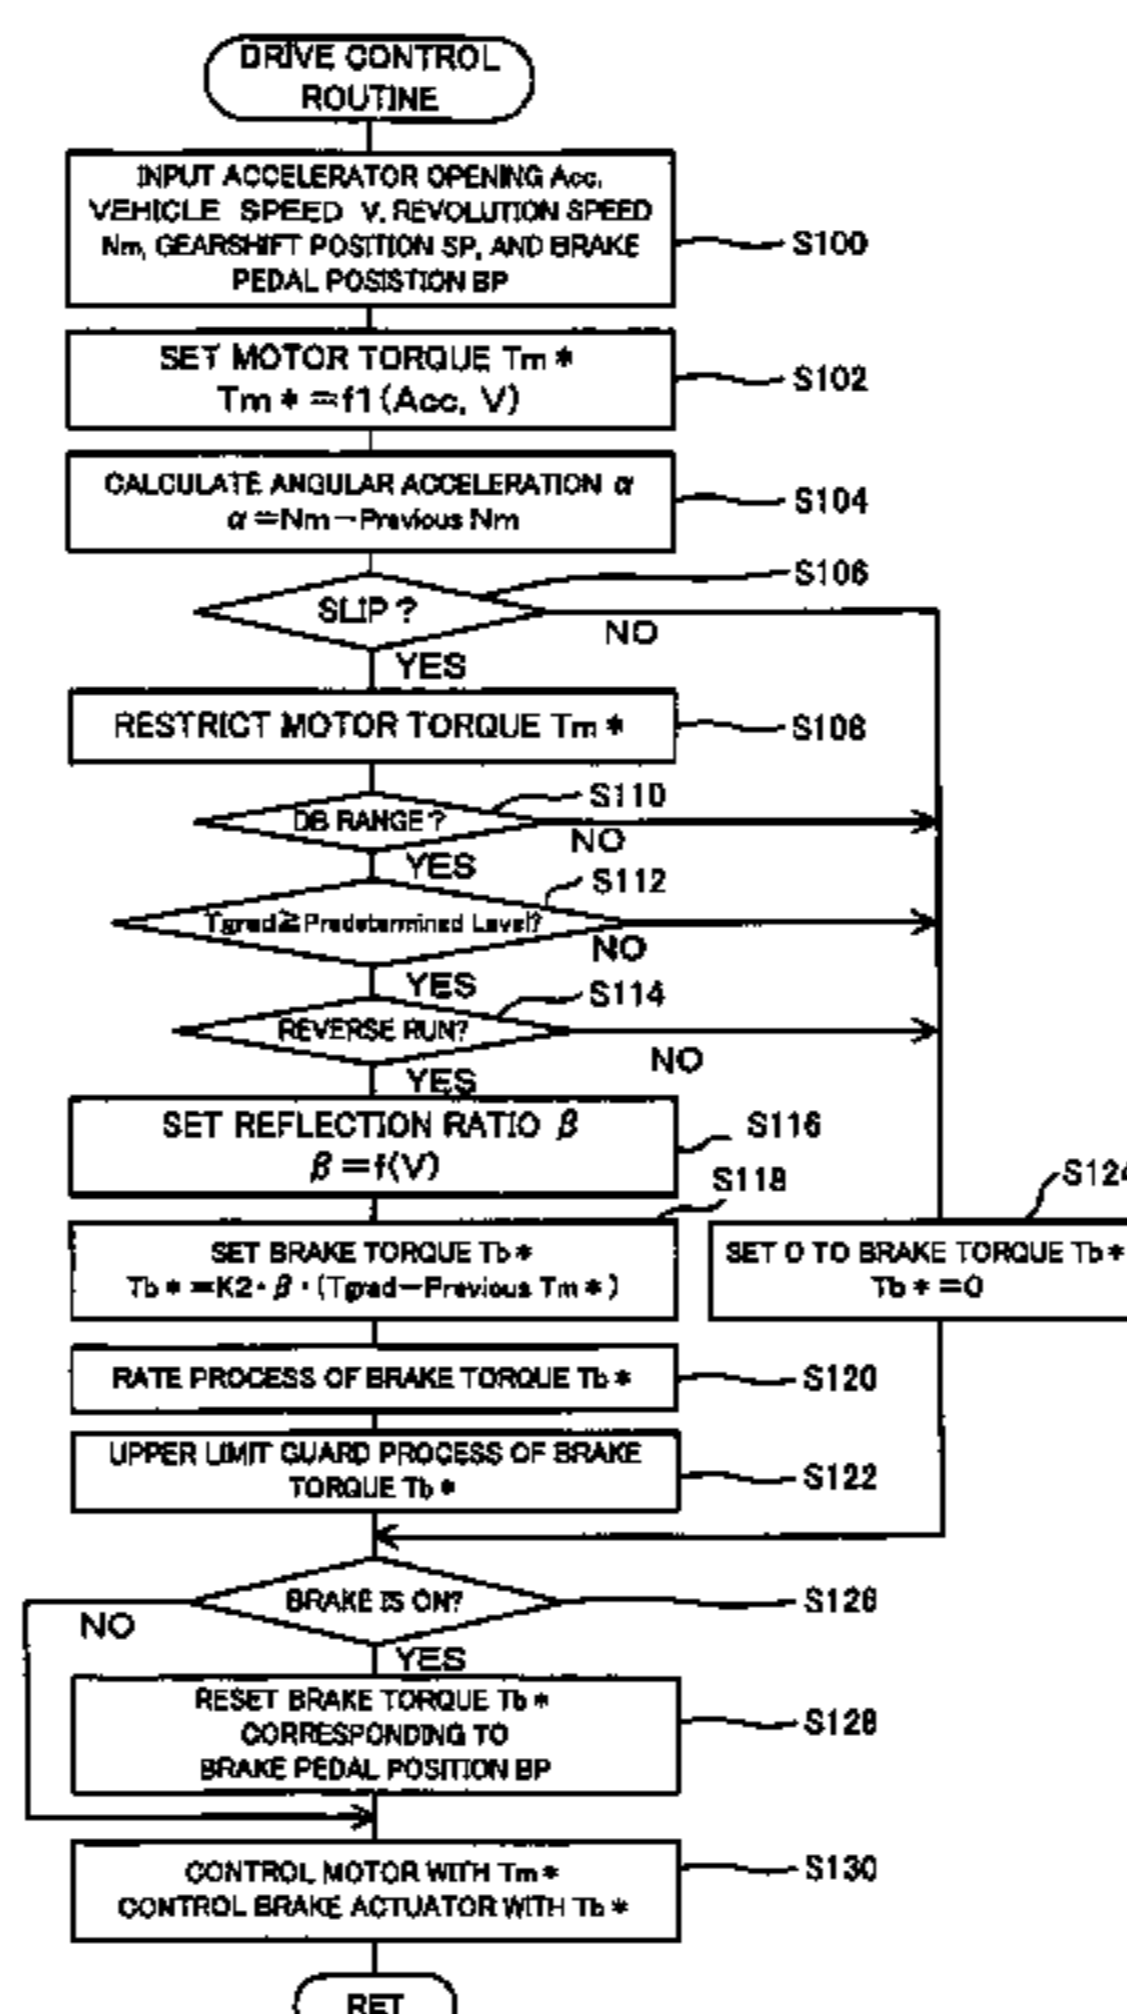 DRIVE CONTROL
ROUTINE
INPUT ACCELERATOR OPENING Acc,
VEHICLE SPEED V, REVOLUTION SPEED
Nm, GEARSHIFT POSITION SP, AND BRAKE
PEDAL POSISTION BP
S100
SET MOTOR TORQUE Tm*
Tm*=f1(Acc, V)
S102
CALCULATE ANGULAR ACCELERATION α
α=Nm-Previous Nm
S104
SLIP?
S106
NO
YES
RESTRICT MOTOR TORQUE Tm*
S108
DB RANGE?
S110
NO
YES
Tgrad≧Predetermined Level?
S112
NO
YES
REVERSE RUN?
S114
NO
YES
SET REFLECTION RATIO β
β=f(V)
S116
SET BRAKE TORQUE Tb*
Tb*=K2·β·(Tgrad-Previous Tm*)
S118
SET 0 TO BRAKE TORQUE Tb*
Tb*=0
S124
RATE PROCESS OF BRAKE TORQUE Tb*
S120
UPPER LIMIT GUARD PROCESS OF BRAKE
TORQUE Tb*
S122
BRAKE IS ON?
S126
NO
YES
RESET BRAKE TORQUE Tb*
CORRESPONDING TO
BRAKE PEDAL POSITION BP
S128
CONTROL MOTOR WITH Tm*
CONTROL BRAKE ACTUATOR WITH Tb*
S130
RET